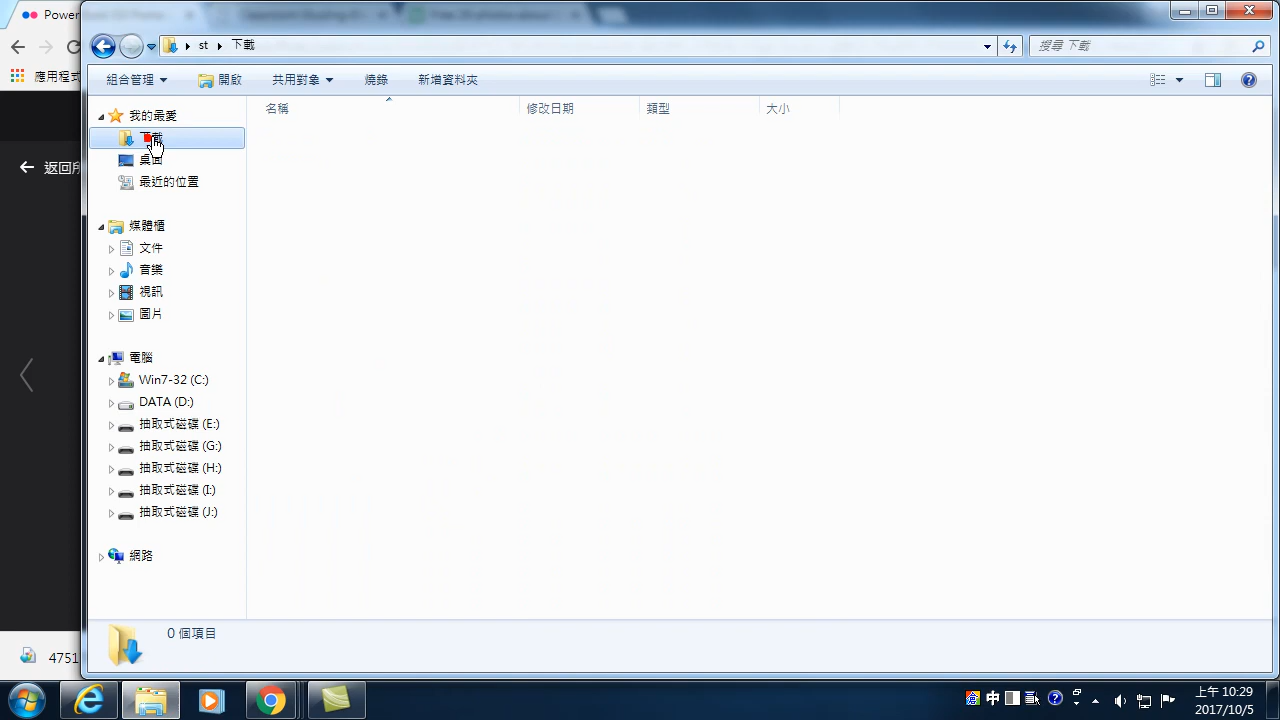 Power
應用程式
返回所
4751
st 下載
搜尋 下載
組合管理 開啟 共用對象 燒錄 新增資料夾
名稱 修改日期 類型 大小
我的最愛
下載
桌面
最近的位置
媒體櫃
文件
音樂
視訊
圖片
電腦
Win7-32 (C:)
DATA (D:)
抽取式磁碟 (E:)
抽取式磁碟 (G:)
抽取式磁碟 (H:)
抽取式磁碟 (I:)
抽取式磁碟 (J:)
網路
0 個項目
中
上午 10:29
2017/10/5